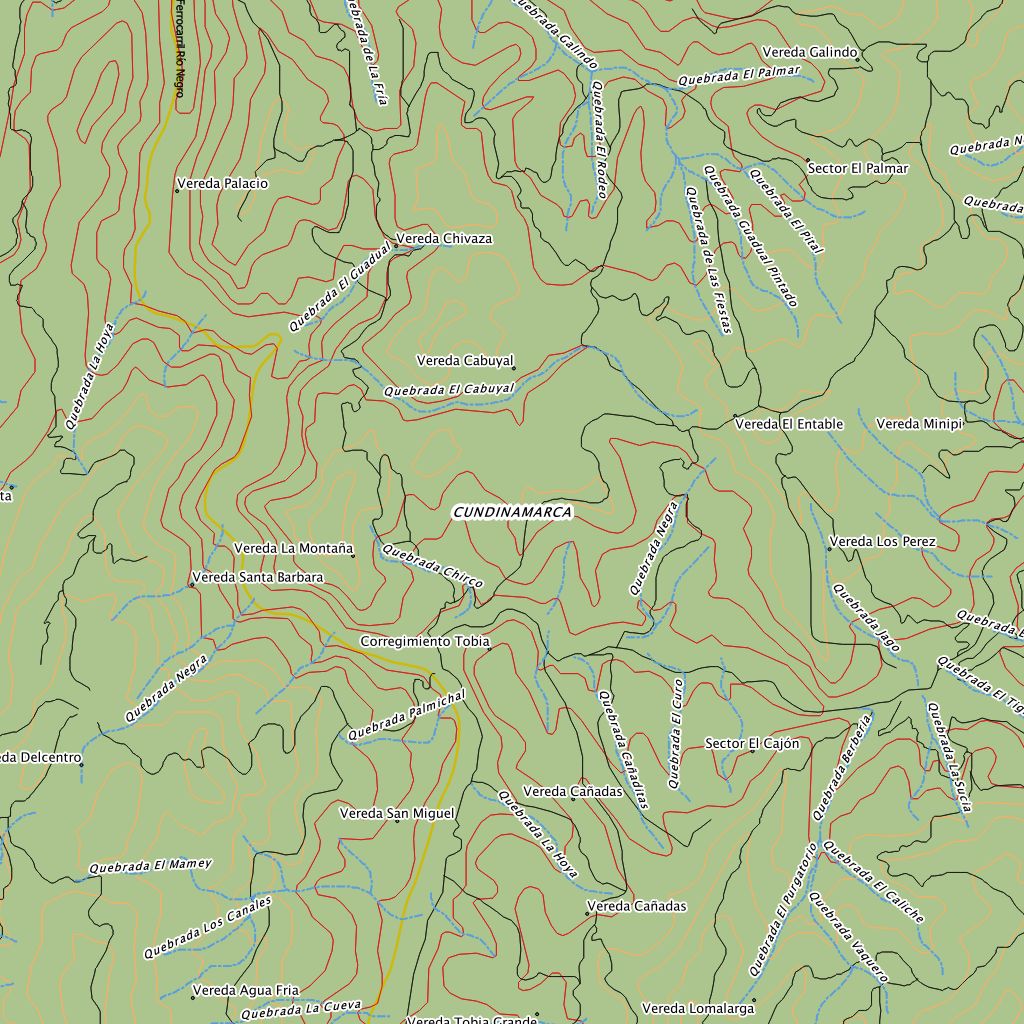 Ferrocarril Río Negro
Quebrada de La Fría
Quebrada Galindo
Vereda Galindo
Quebrada El Palmar
Quebrada El Rodeo
Sector El Palmar
Vereda Palacio
Quebrada El Pital
Quebrada Guadual Pintado
Quebrada de Las Fiestas
Vereda Chivaza
Quebrada El Guadual
Quebrada La Hoya
Vereda Cabuyal
Quebrada El Cabuyal
Vereda El Entable
Vereda Minipi
CUNDINAMARCA
Vereda La Montaña
Quebrada Chirco
Quebrada Negra
Vereda Los Perez
Vereda Santa Barbara
Quebrada Jago
Corregimiento Tobia
Quebrada Negra
Quebrada Palmichal
Quebrada Cañaditas
Quebrada El Curo
Sector El Cajón
Quebrada Berberia
Quebrada La Sucia
Vereda Cañadas
Vereda San Miguel
Quebrada La Hoya
Quebrada El Mamey
Quebrada Los Canales
Vereda Cañadas
Quebrada El Purgatorio
Quebrada El Caliche
Quebrada Vaquero
Vereda Agua Fria
Quebrada La Cueva
Vereda Tobia Grande
Vereda Lomalarga